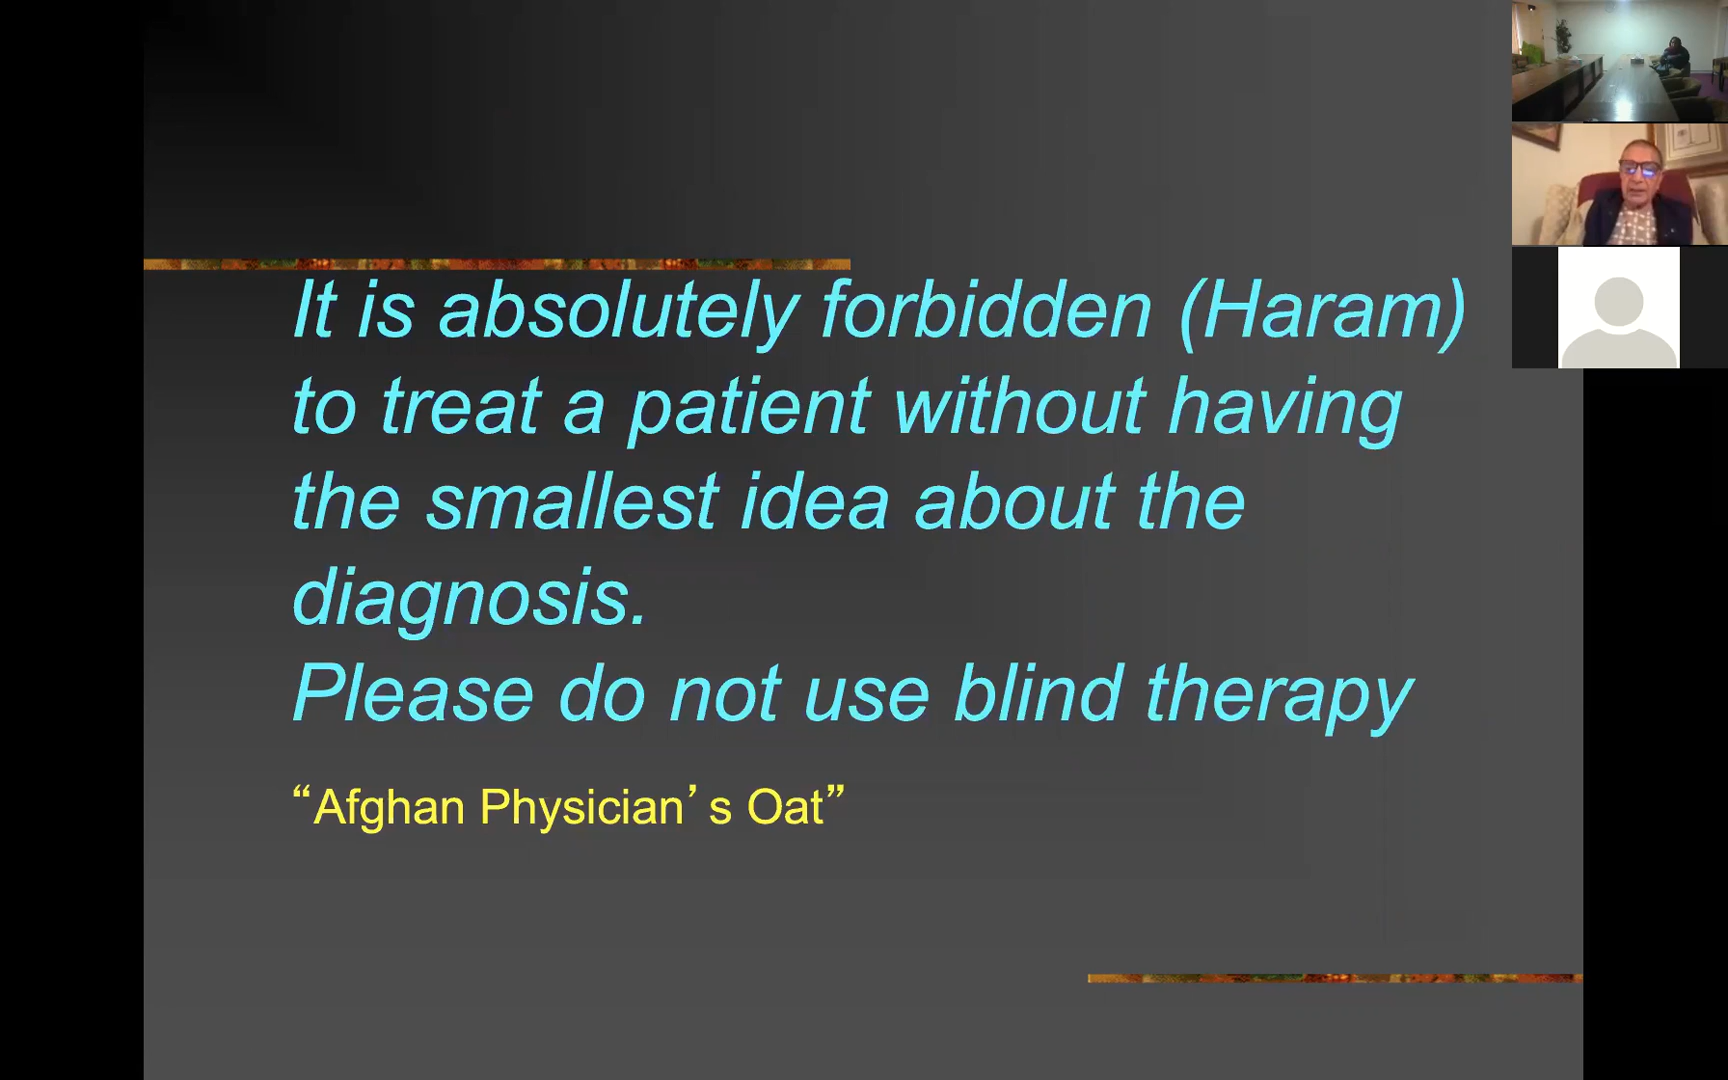 It is absolutely forbidden (Haram)
to treat a patient without having
the smallest idea about the
diagnosis.
Please do not use blind therapy
“Afghan Physician’s Oat”